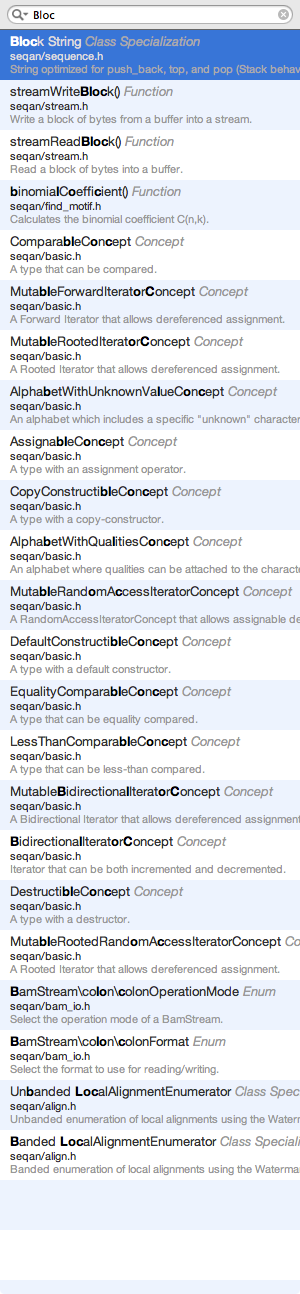 Bloc
Block String Class Specialization
seqan/sequence.h
String optimized for push_back, top, and pop (Stack behav
streamWriteBlock() Function
seqan/stream.h
Write a block of bytes from a buffer into a stream.
streamReadBlock() Function
seqan/stream.h
Read a block of bytes into a buffer.
binomialCoefficient() Function
seqan/find_motif.h
Calculates the binomial coefficient C(n,k).
ComparableConcept Concept
seqan/basic.h
A type that can be compared.
MutableForwardIteratorConcept Concept
seqan/basic.h
A Forward Iterator that allows dereferenced assignment.
MutableRootedIteratorConcept Concept
seqan/basic.h
A Rooted Iterator that allows dereferenced assignment.
AlphabetWithUnknownValueConcept Concept
seqan/basic.h
An alphabet which includes a specific "unknown" character
AssignableConcept Concept
seqan/basic.h
A type with an assignment operator.
CopyConstructibleConcept Concept
seqan/basic.h
A type with a copy-constructor.
AlphabetWithQualitiesConcept Concept
seqan/basic.h
An alphabet where qualities can be attached to the characte
MutableRandomAccessIteratorConcept Concept
seqan/basic.h
A RandomAccessIteratorConcept that allows assignable de
DefaultConstructibleConcept Concept
seqan/basic.h
A type with a default constructor.
EqualityComparableConcept Concept
seqan/basic.h
A type that can be equality compared.
LessThanComparableConcept Concept
seqan/basic.h
A type that can be less-than compared.
MutableBidirectionalIteratorConcept Concept
seqan/basic.h
A Bidirectional Iterator that allows dereferenced assignment
BidirectionalIteratorConcept Concept
seqan/basic.h
Iterator that can be both incremented and decremented.
DestructibleConcept Concept
seqan/basic.h
A type with a destructor.
MutableRootedRandomAccessIteratorConcept Co
seqan/basic.h
A Rooted Iterator that allows dereferenced assignment.
BamStream\colon\colonOperationMode Enum
seqan/bam_io.h
Select the operation mode of a BamStream.
BamStream\colon\colonFormat Enum
seqan/bam_io.h
Select the format to use for reading/writing.
Unbanded LocalAlignmentEnumerator Class Spec
seqan/align.h
Unbanded enumeration of local alignments using the Waterm
Banded LocalAlignmentEnumerator Class Speciali
seqan/align.h
Banded enumeration of local alignments using the Waterma